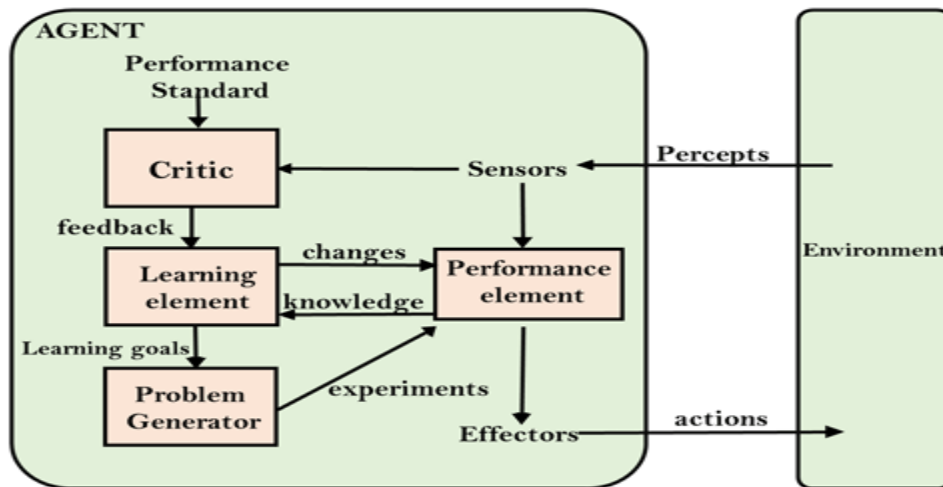 AGENT
Performance
Standard
Critic
Sensors
Percepts
feedback
changes
Learning
element
Performance
element
Environment
knowledge
Learning goals
Problem
Generator
experiments
Effectors
actions